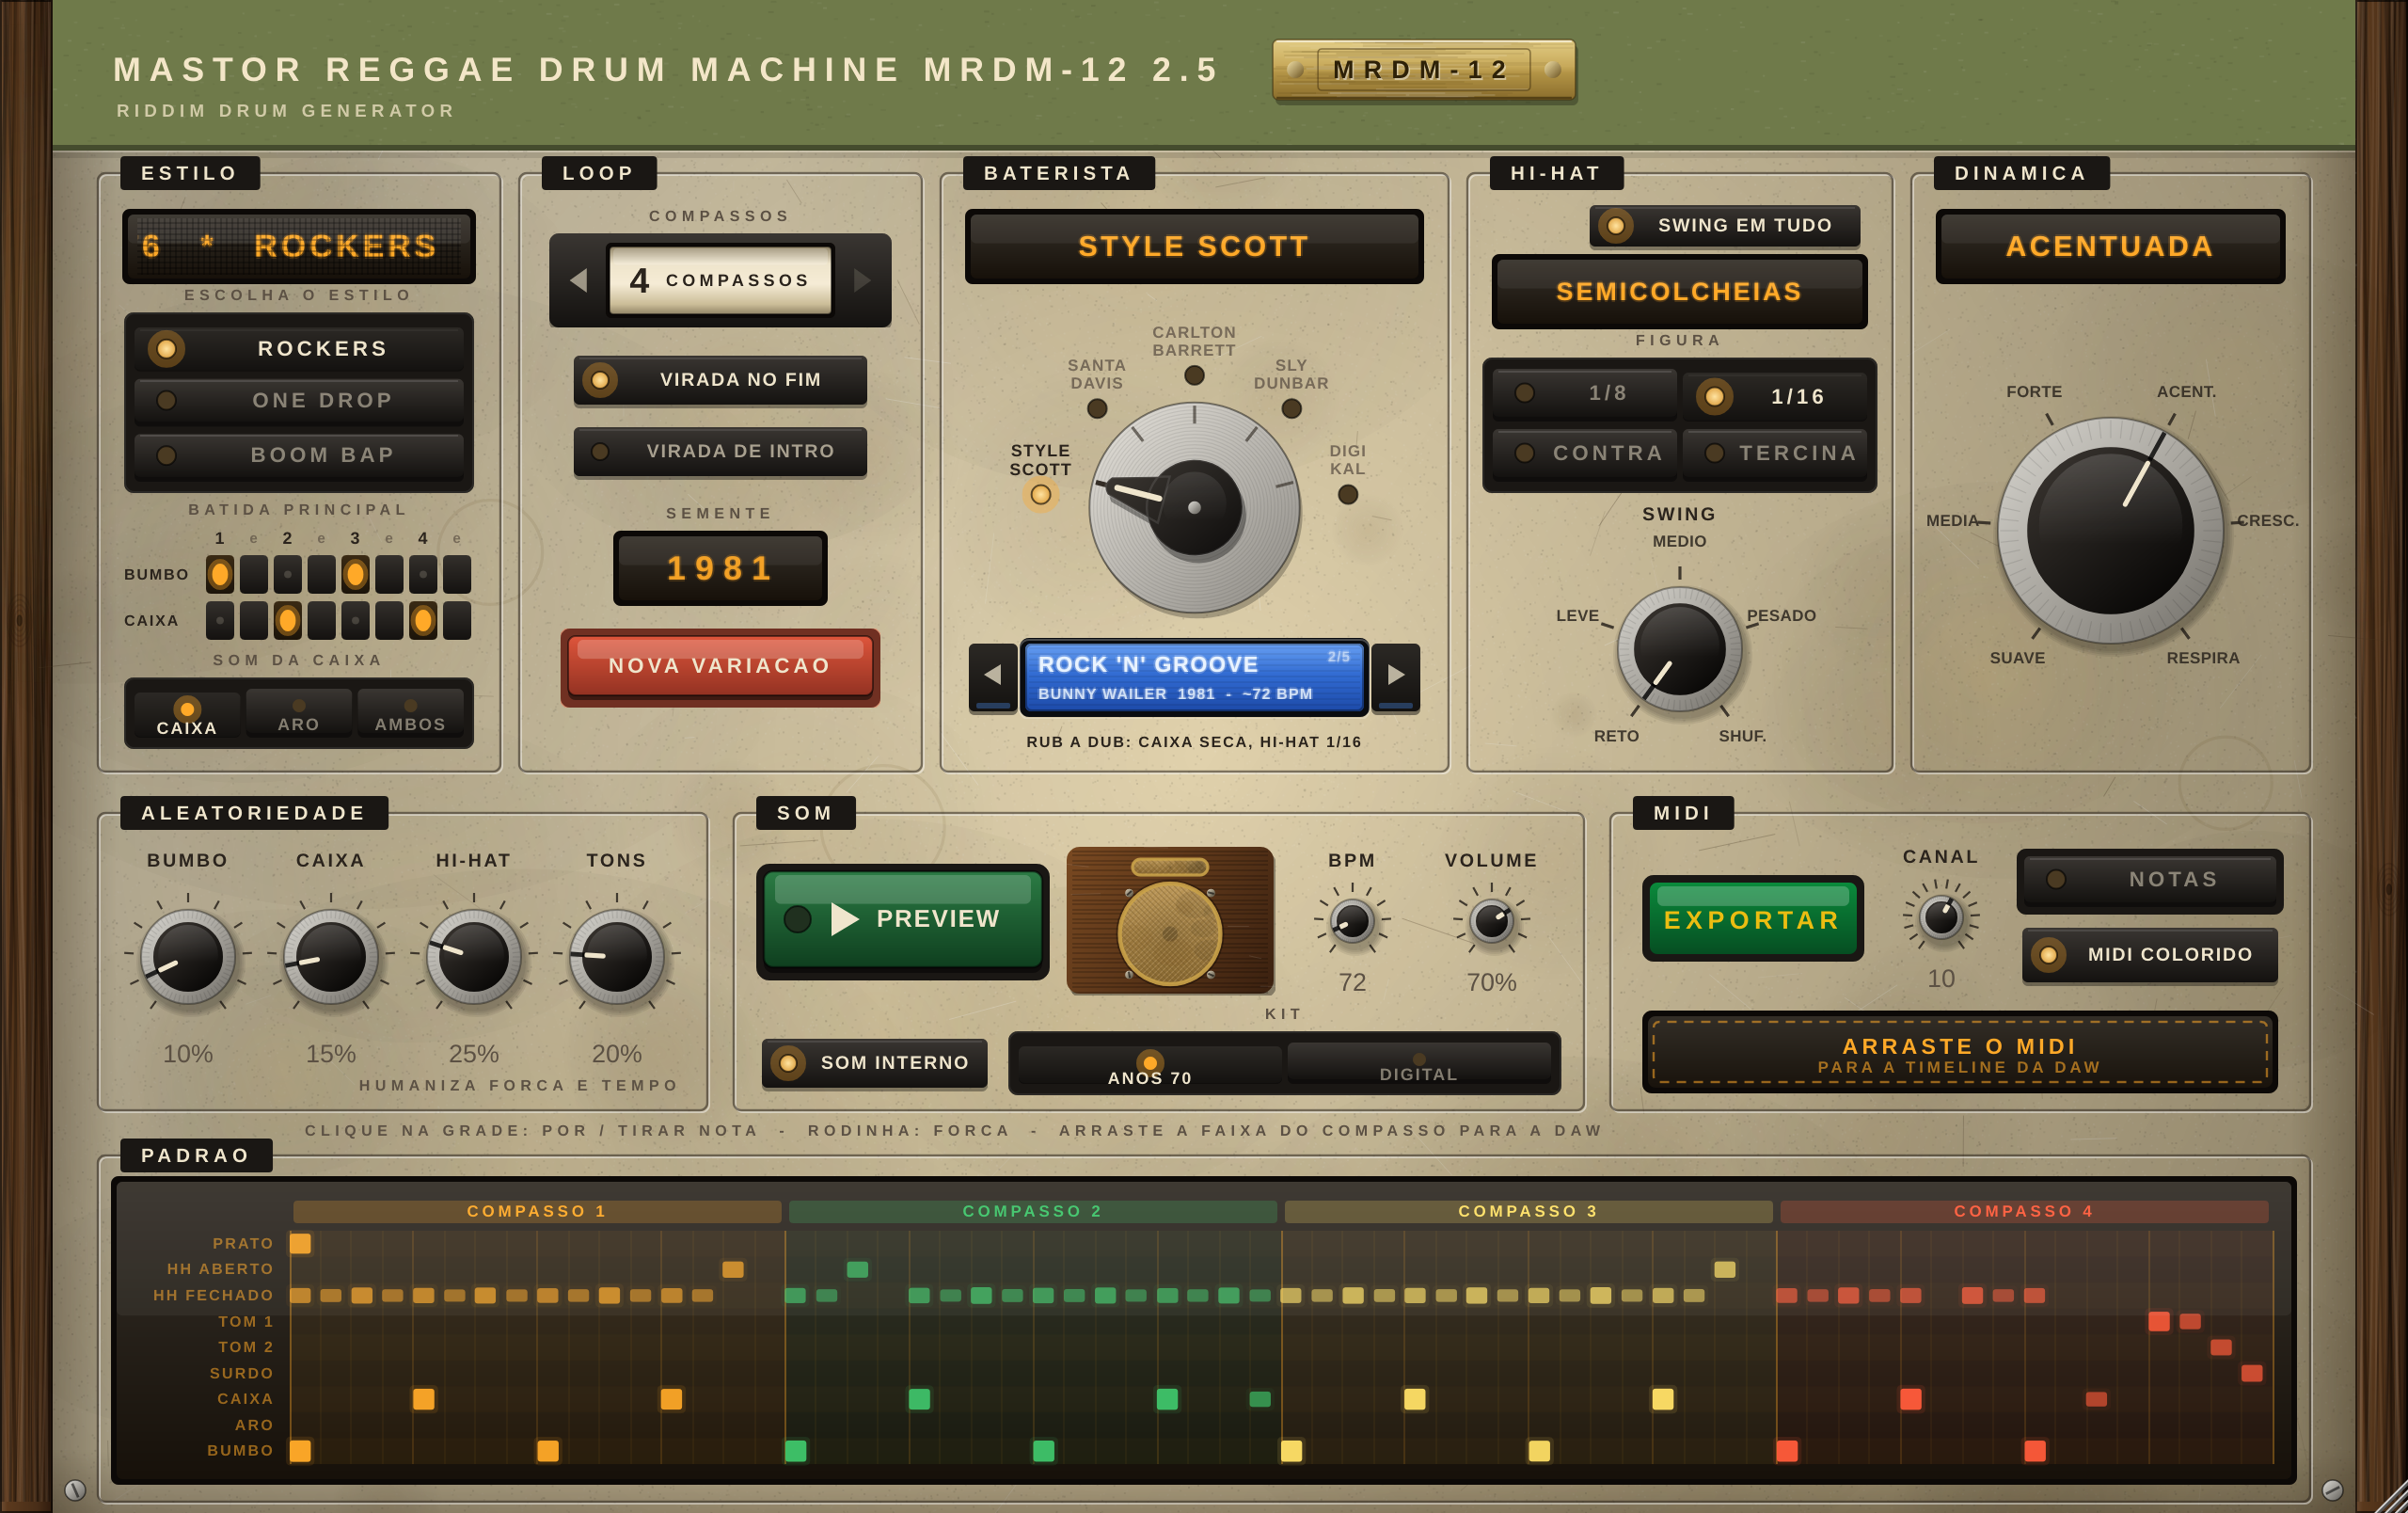 MASTOR REGGAE DRUM MACHINE MRDM-12 2.5
MRDM-12
RIDDIM DRUM GENERATOR
ESTILO
6 * ROCKERS
ESCOLHA O ESTILO
ROCKERS
ONE DROP
BOOM BAP
BATIDA PRINCIPAL
1 e 2 e 3 e 4 e
BUMBO
CAIXA
SOM DA CAIXA
CAIXA
ARO
AMBOS
LOOP
COMPASSOS
4 COMPASSOS
VIRADA NO FIM
VIRADA DE INTRO
SEMENTE
1981
NOVA VARIACAO
BATERISTA
STYLE SCOTT
CARLTON
BARRETT
SANTA
DAVIS
SLY
DUNBAR
STYLE
SCOTT
DIGI
KAL
ROCK 'N' GROOVE 2/5
BUNNY WAILER 1981 - ~72 BPM
RUB A DUB: CAIXA SECA, HI-HAT 1/16
HI-HAT
SWING EM TUDO
SEMICOLCHEIAS
FIGURA
1/8
1/16
CONTRA
TERCINA
SWING
MEDIO
LEVE
PESADO
RETO
SHUF.
DINAMICA
ACENTUADA
FORTE
ACENT.
MEDIA
CRESC.
SUAVE
RESPIRA
ALEATORIEDADE
BUMBO CAIXA HI-HAT TONS
10% 15% 25% 20%
HUMANIZA FORCA E TEMPO
SOM
PREVIEW
BPM
VOLUME
72
70%
KIT
SOM INTERNO
ANOS 70
DIGITAL
MIDI
EXPORTAR
CANAL
10
NOTAS
MIDI COLORIDO
ARRASTE O MIDI
PARA A TIMELINE DA DAW
CLIQUE NA GRADE: POR / TIRAR NOTA - RODINHA: FORCA - ARRASTE A FAIXA DO COMPASSO PARA A DAW
PADRAO
COMPASSO 1 COMPASSO 2 COMPASSO 3 COMPASSO 4
PRATO
HH ABERTO
HH FECHADO
TOM 1
TOM 2
SURDO
CAIXA
ARO
BUMBO